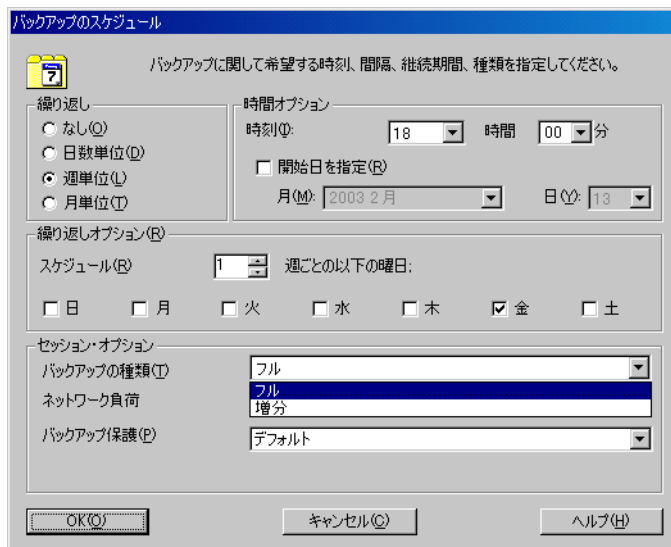 バックアップのスケジュール
7
バックアップに関して希望する時刻、間隔、継続期間、種類を指定してください。
繰り返し
なし(O)
日数単位(D)
週単位(L)
月単位(T)
時間オプション
時刻(I): 18 時間 00 分
開始日を指定(R)
月(M): 2003 2 月 日(Y): 13
繰り返しオプション(R)
スケジュール(R) 1 週ごとの以下の曜日:
日 月 火 水 木 金 土
セッション・オプション
バックアップの種類(T) フル
フル
ネットワーク負荷 増分
バックアップ保護(P) デフォルト
OK(O) キャンセル(C) ヘルプ(H)